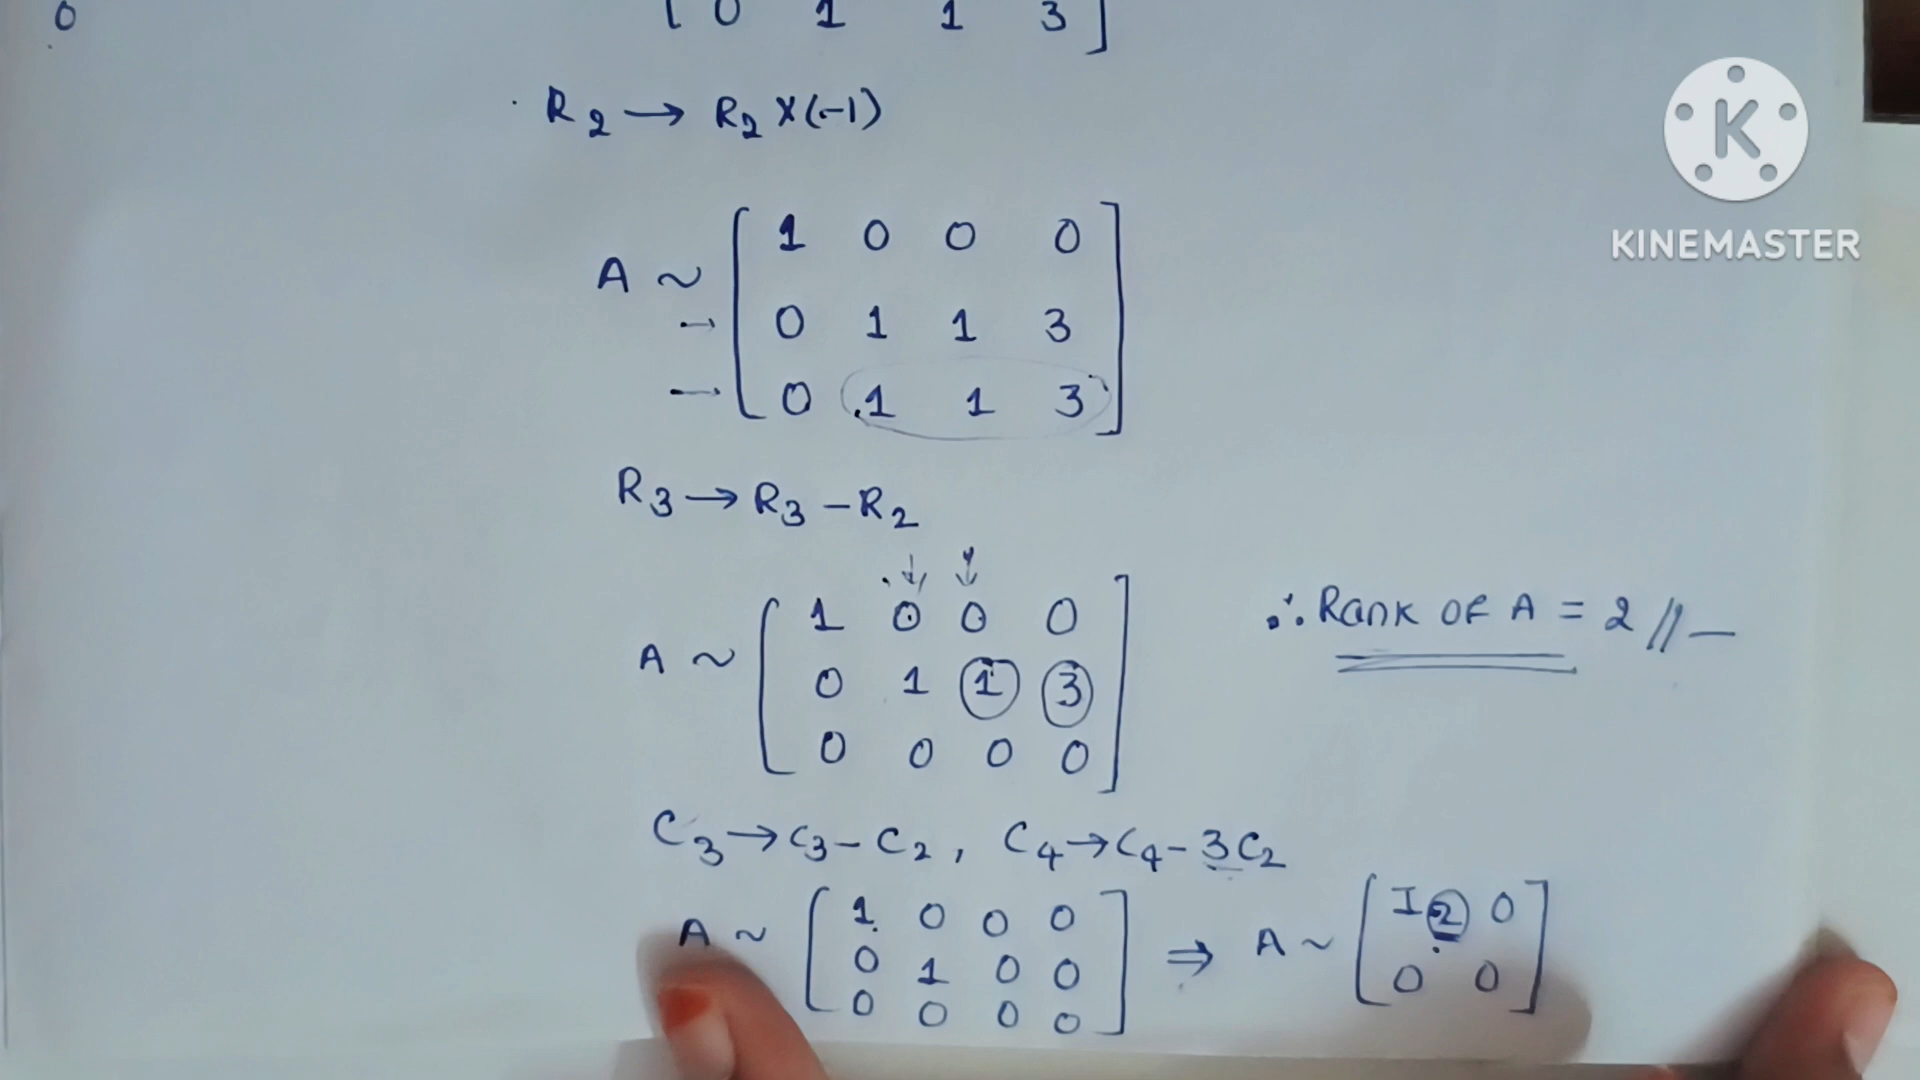 0 [ 0 1 1 3 ]
R2 → R2 X(-1)
K
KINEMASTER
A ~ [ 1 0 0 0
→ 0 1 1 3
→ 0 1 1 3 ]
R3 → R3 - R2
A ~ [ 1 0 0 0
0 1 1 3
0 0 0 0 ]
∴ Rank of A = 2 //
C3 → C3 - C2, C4 → C4 - 3C2
A ~ [ 1 0 0 0
0 1 0 0
0 0 0 0 ]
⇒ A ~ [ I2 0
0 0 ]